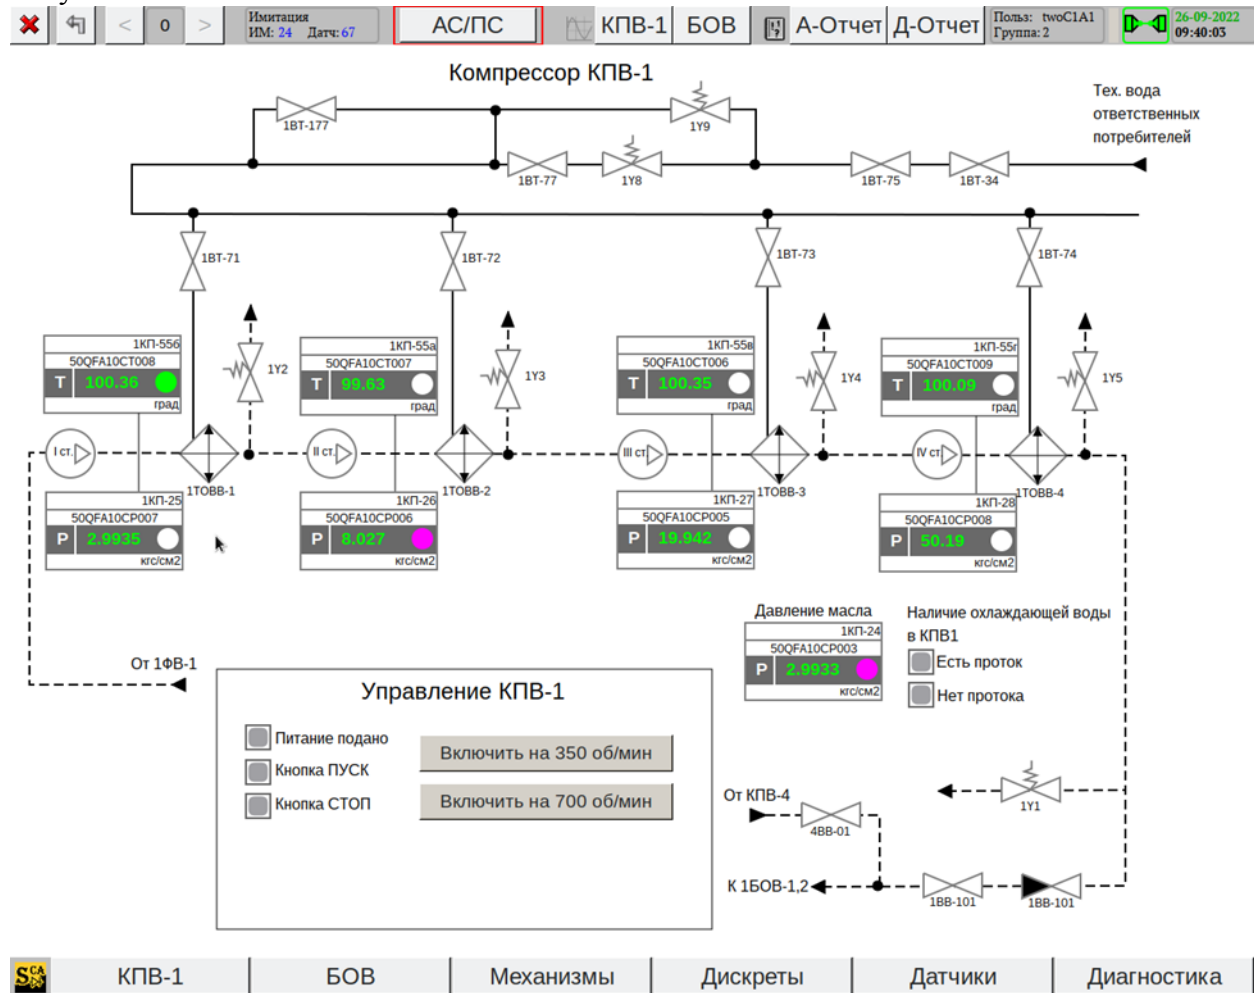 <
0
>
Имитация
ИМ: 24 Датч: 67
АС/ПС
КПВ-1
БОВ
А-Отчет
Д-Отчет
Польз: twoC1A1
Группа: 2
26-09-2022
09:40:03
Компрессор КПВ-1
Тех. вода
ответственных
потребителей
1ВТ-177
1У9
1ВТ-77
1У8
1ВТ-75
1ВТ-34
1ВТ-71
1ВТ-72
1ВТ-73
1ВТ-74
1КП-55б
50QFA10CT008
Т 100.36
град
1У2
1КП-55а
50QFA10CT007
Т 99.63
град
1У3
1КП-55в
50QFA10CT006
Т 100.35
град
1У4
1КП-55г
50QFA10CT009
Т 100.09
град
1У5
I ст.
II ст.
III ст.
IV ст.
1ТОВВ-1
1ТОВВ-2
1ТОВВ-3
1ТОВВ-4
1КП-25
50QFA10CP007
Р 2.9935
кгс/см2
1КП-26
50QFA10CP006
Р 8.027
кгс/см2
1КП-27
50QFA10CP005
Р 19.942
кгс/см2
1КП-28
50QFA10CP008
Р 50.19
кгс/см2
Давление масла
1КП-24
50QFA10CP003
Р 2.9933
кгс/см2
Наличие охлаждающей воды
в КПВ1
Есть проток
Нет протока
От 1ФВ-1
Управление КПВ-1
Питание подано
Кнопка ПУСК
Кнопка СТОП
Включить на 350 об/мин
Включить на 700 об/мин
От КПВ-4
4ВВ-01
1У1
К 1БОВ-1,2
1ВВ-101
1ВВ-101
SCA
КПВ-1
БОВ
Механизмы
Дискреты
Датчики
Диагностика